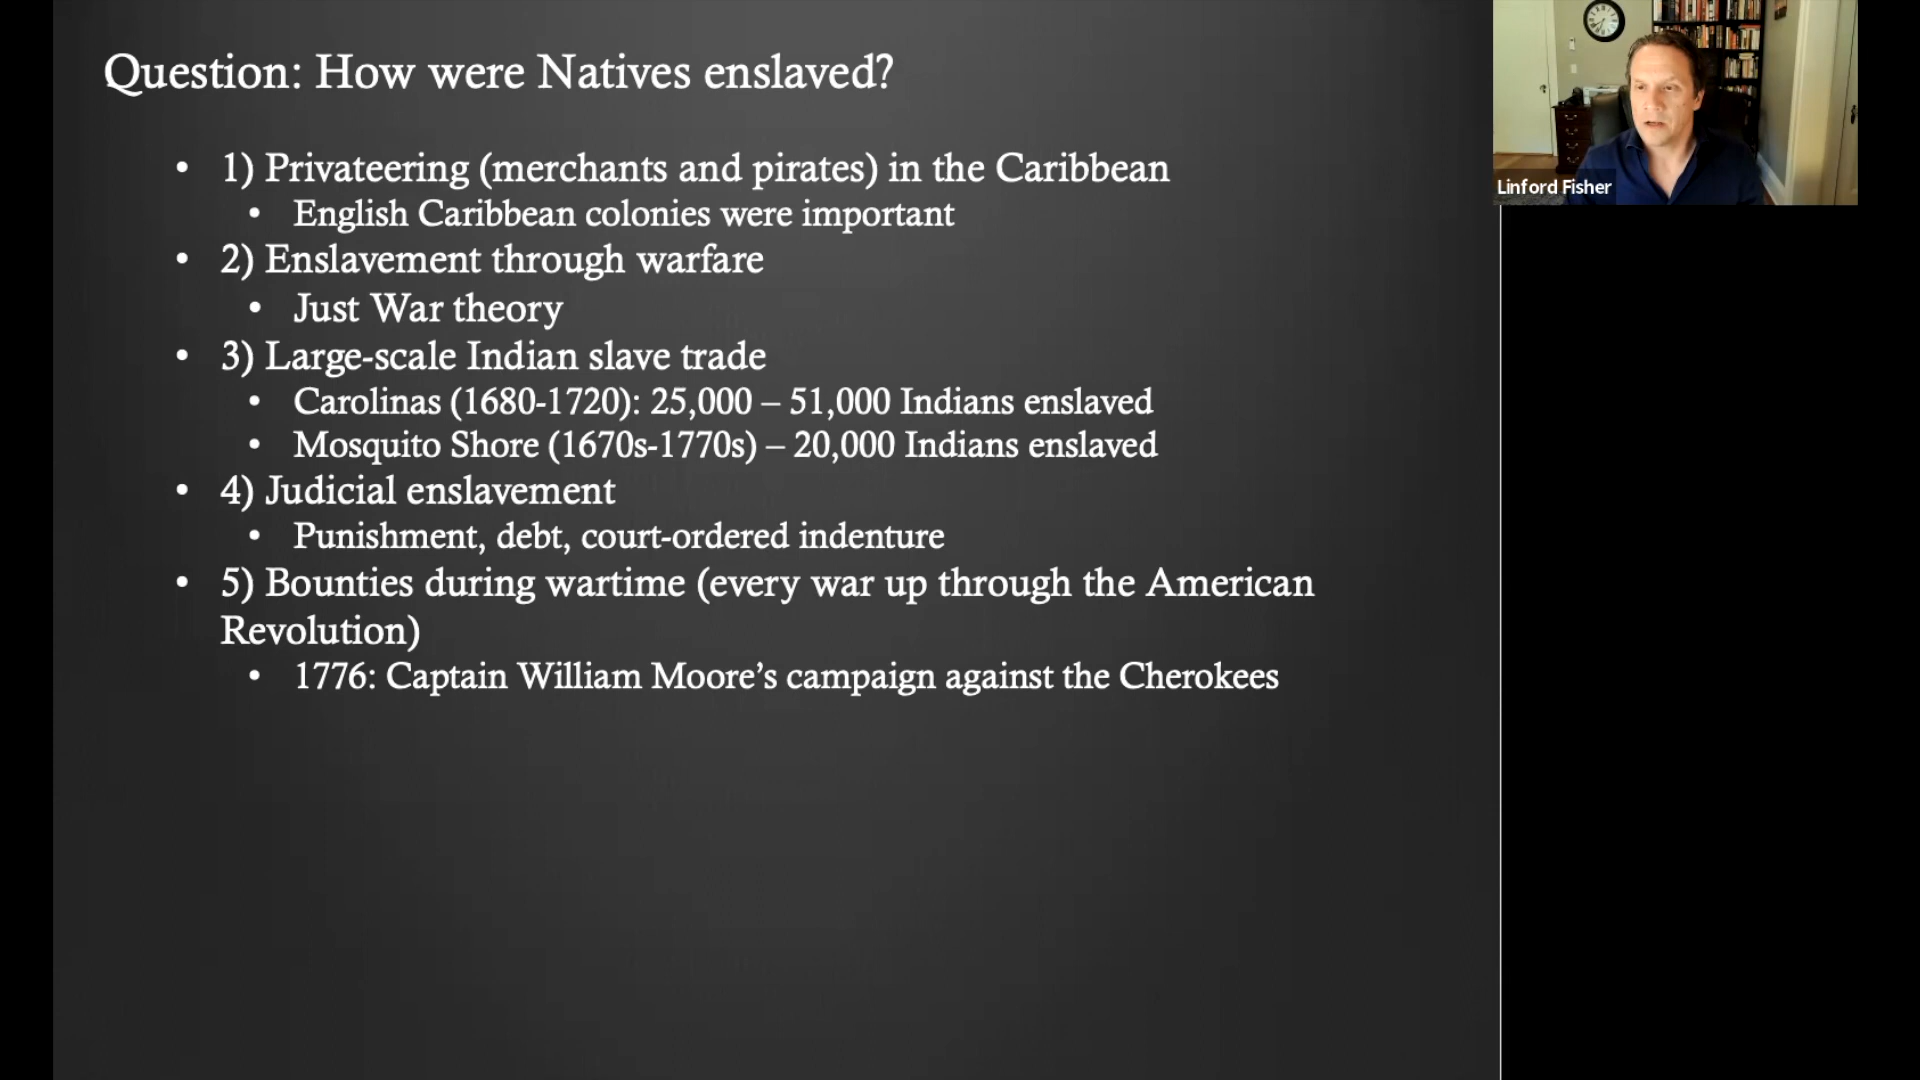 Question: How were Natives enslaved?
• 1) Privateering (merchants and pirates) in the Caribbean
• English Caribbean colonies were important
• 2) Enslavement through warfare
• Just War theory
• 3) Large-scale Indian slave trade
• Carolinas (1680-1720): 25,000 – 51,000 Indians enslaved
• Mosquito Shore (1670s-1770s) – 20,000 Indians enslaved
• 4) Judicial enslavement
• Punishment, debt, court-ordered indenture
• 5) Bounties during wartime (every war up through the American
Revolution)
• 1776: Captain William Moore’s campaign against the Cherokees
Linford Fisher